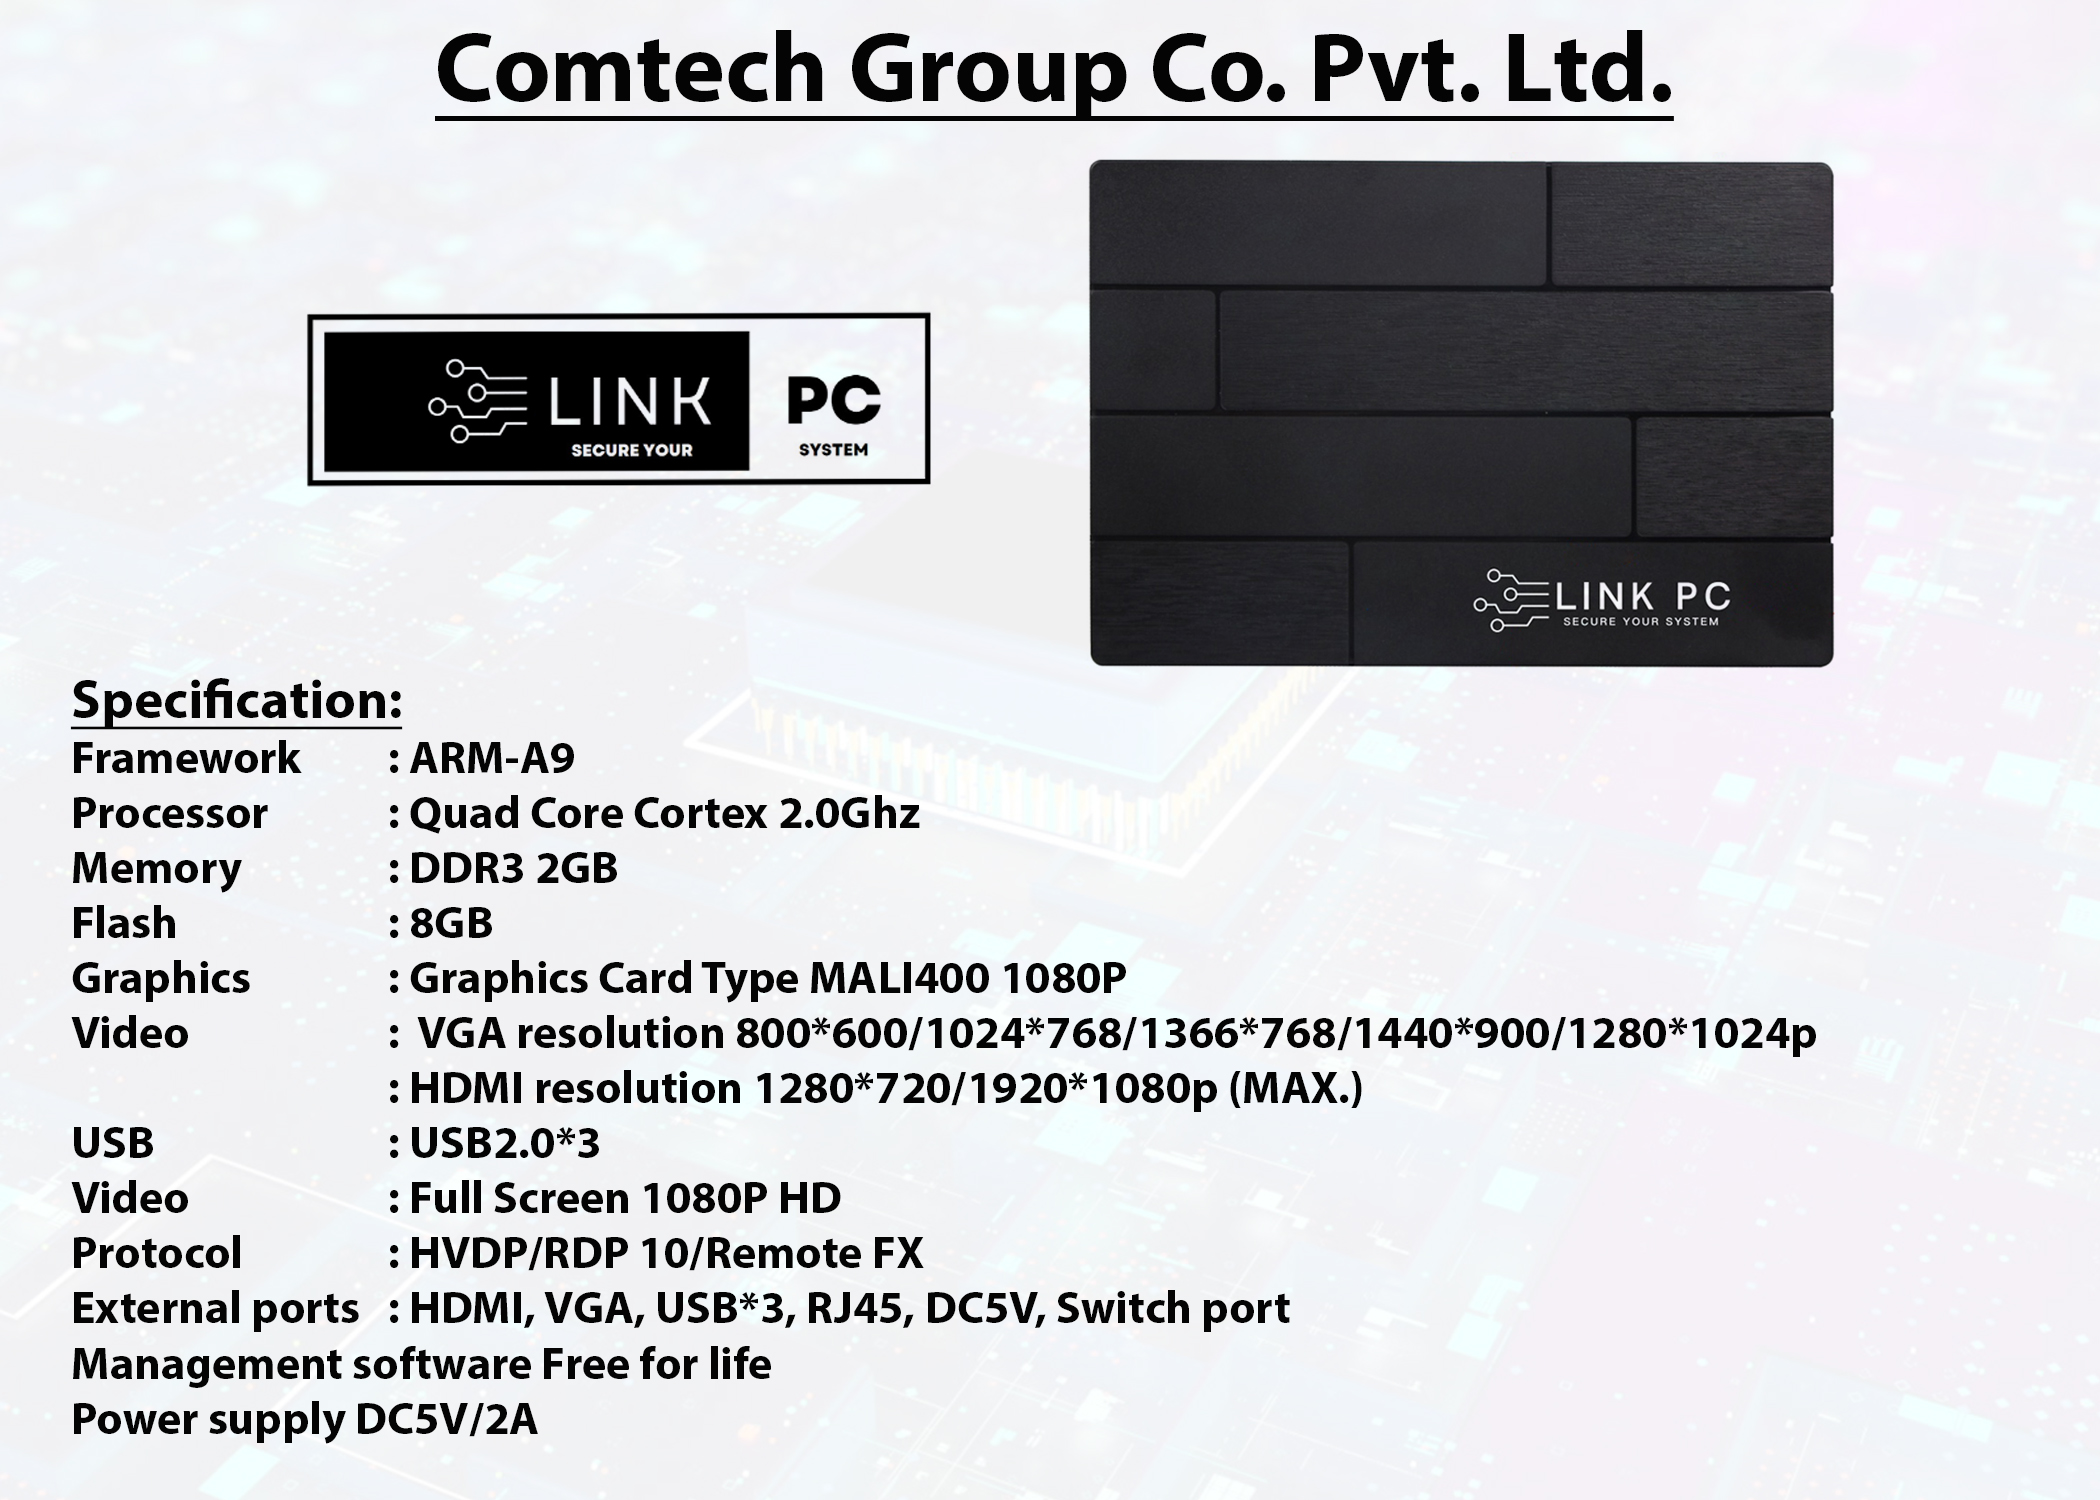 Comtech Group Co. Pvt. Ltd.
LINK PC
SECURE YOUR SYSTEM
LINK PC
SECURE YOUR SYSTEM
Specification:
Framework : ARM-A9
Processor : Quad Core Cortex 2.0Ghz
Memory : DDR3 2GB
Flash : 8GB
Graphics : Graphics Card Type MALI400 1080P
Video : VGA resolution 800*600/1024*768/1366*768/1440*900/1280*1024p
: HDMI resolution 1280*720/1920*1080p (MAX.)
USB : USB2.0*3
Video : Full Screen 1080P HD
Protocol : HVDP/RDP 10/Remote FX
External ports : HDMI, VGA, USB*3, RJ45, DC5V, Switch port
Management software Free for life
Power supply DC5V/2A